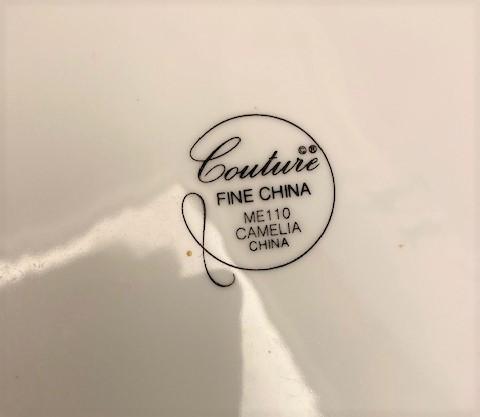 Couture ©®
FINE CHINA
ME110
CAMELIA
CHINA